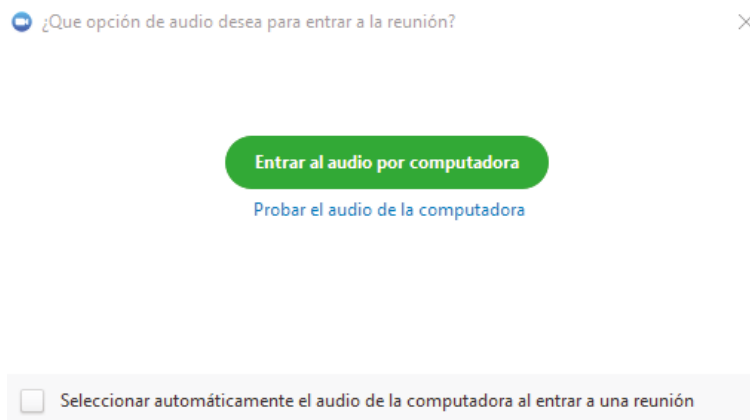 ¿Que opción de audio desea para entrar a la reunión?
Entrar al audio por computadora
Probar el audio de la computadora
Seleccionar automáticamente el audio de la computadora al entrar a una reunión